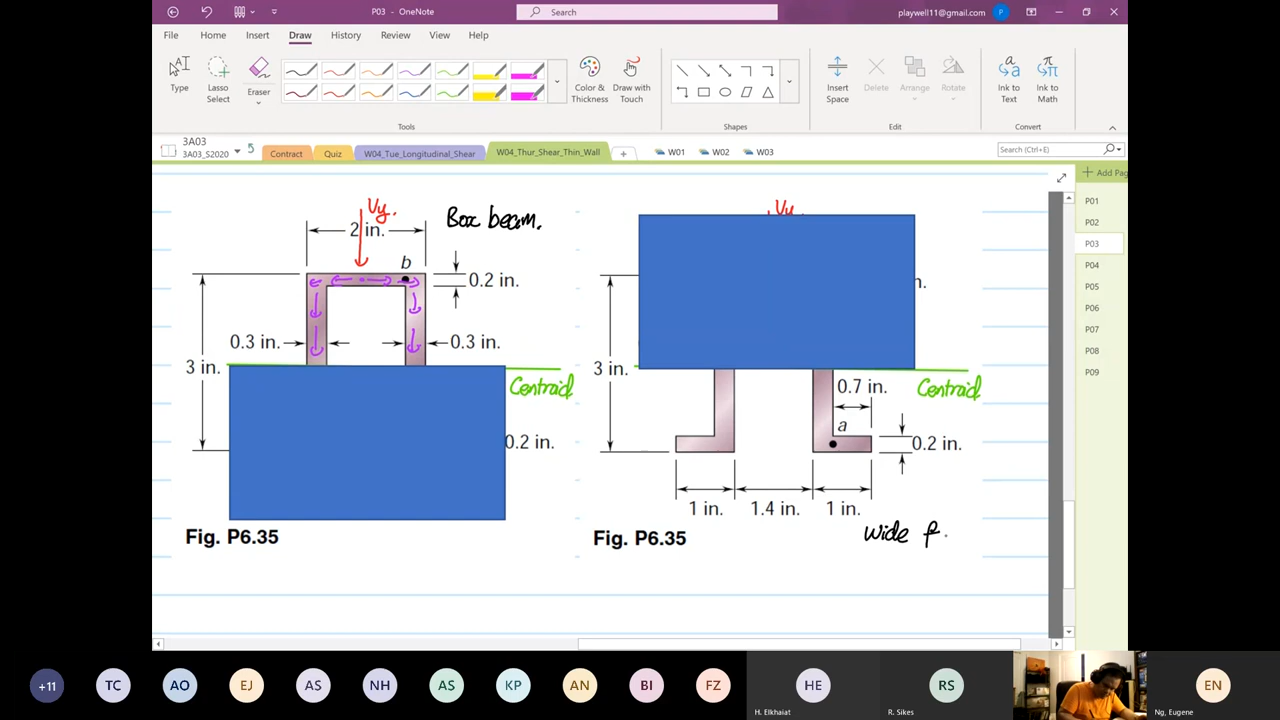 P03 - OneNote
Search
playwell11@gmail.com
P
File Home Insert Draw History Review View Help
Type
Lasso Select
Eraser
Color & Thickness
Draw with Touch
Insert Space
Delete
Arrange
Rotate
Ink to Text
Ink to Math
Tools
Shapes
Edit
Convert
3A03
3A03_S2020
5
Contract
Quiz
W04_Tue_Longitudinal_Shear
W04_Thur_Shear_Thin_Wall
W01
W02
W03
Search (Ctrl+E)
Add Pag
P01
P02
P03
P04
P05
P06
P07
P08
P09
Vy.
Box beam.
2 in.
b
0.2 in.
0.3 in.
0.3 in.
3 in.
Centroid
0.2 in.
Fig. P6.35
Vy
n.
3 in.
Centroid
0.7 in.
a
0.2 in.
1 in. 1.4 in. 1 in.
Fig. P6.35
Wide f
+11 TC AO EJ AS NH AS KP AN BI FZ HE RS EN
H. Elkhaiat
R. Sikes
Ng, Eugene